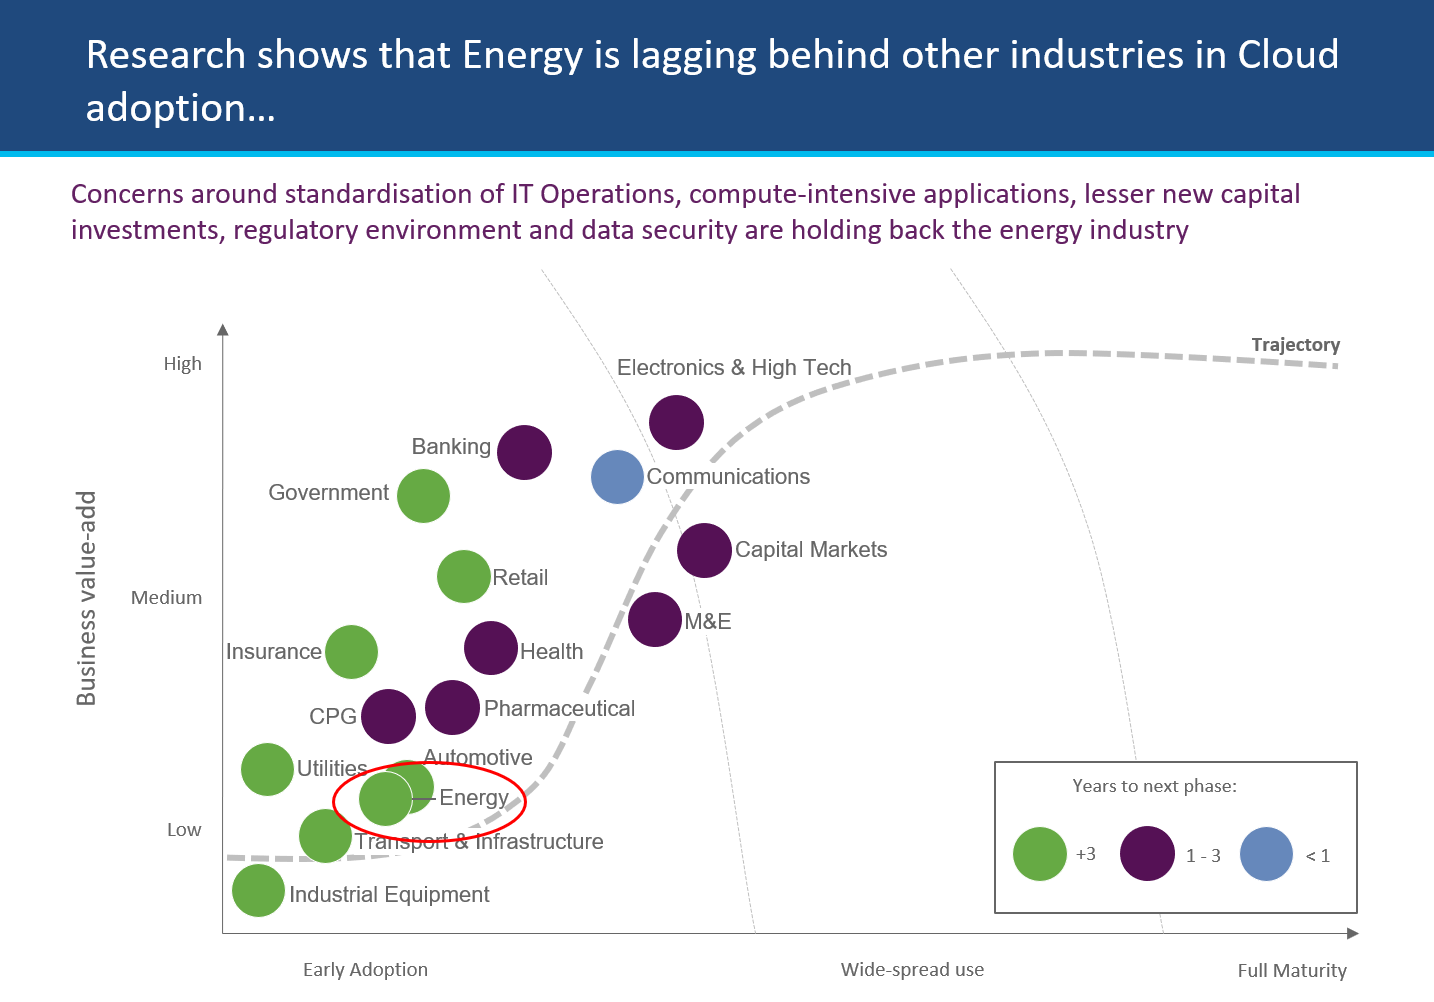 Research shows that Energy is lagging behind other industries in Cloud
adoption...
Concerns around standardisation of IT Operations, compute-intensive applications, lesser new capital
investments, regulatory environment and data security are holding back the energy industry
Business value-add
High
Medium
Low
Trajectory
Electronics & High Tech
Banking
Communications
Government
Capital Markets
Retail
M&E
Insurance
Health
CPG
Pharmaceutical
Automotive
Utilities
Energy
Transport & Infrastructure
Industrial Equipment
Years to next phase:
+3
1 - 3
< 1
Early Adoption
Wide-spread use
Full Maturity